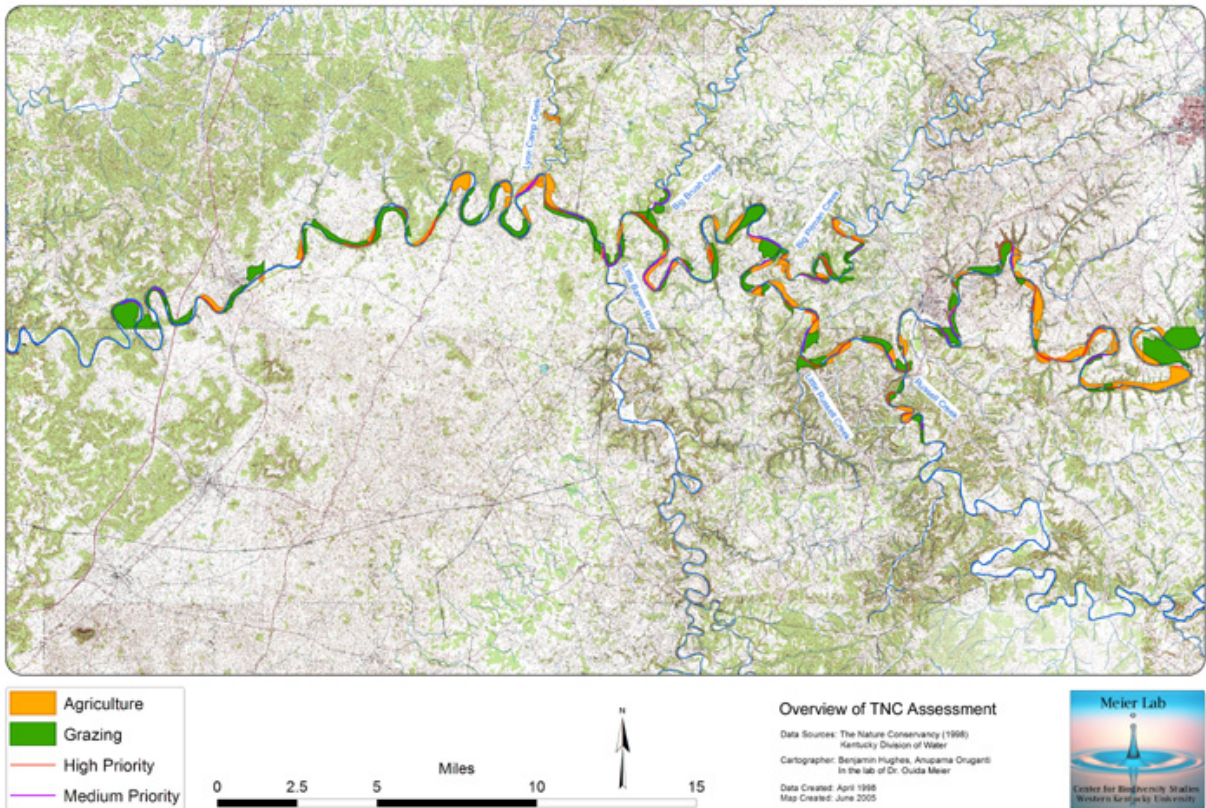 Lynn Camp Creek
Big Brush Creek
Big Pitman Creek
Little Barren River
Little Russell Creek
Russell Creek
Agriculture
Grazing
High Priority
Medium Priority
N
Miles
0 2.5 5 10 15
Overview of TNC Assessment
Data Sources: The Nature Conservancy (1998)
Kentucky Division of Water
Cartographer: Benjamin Hughes, Anupama Oruganti
In the lab of Dr. Ouida Meier
Data Created: April 1998
Map Created: June 2005
Meier Lab
Center for Biodiversity Studies
Western Kentucky University